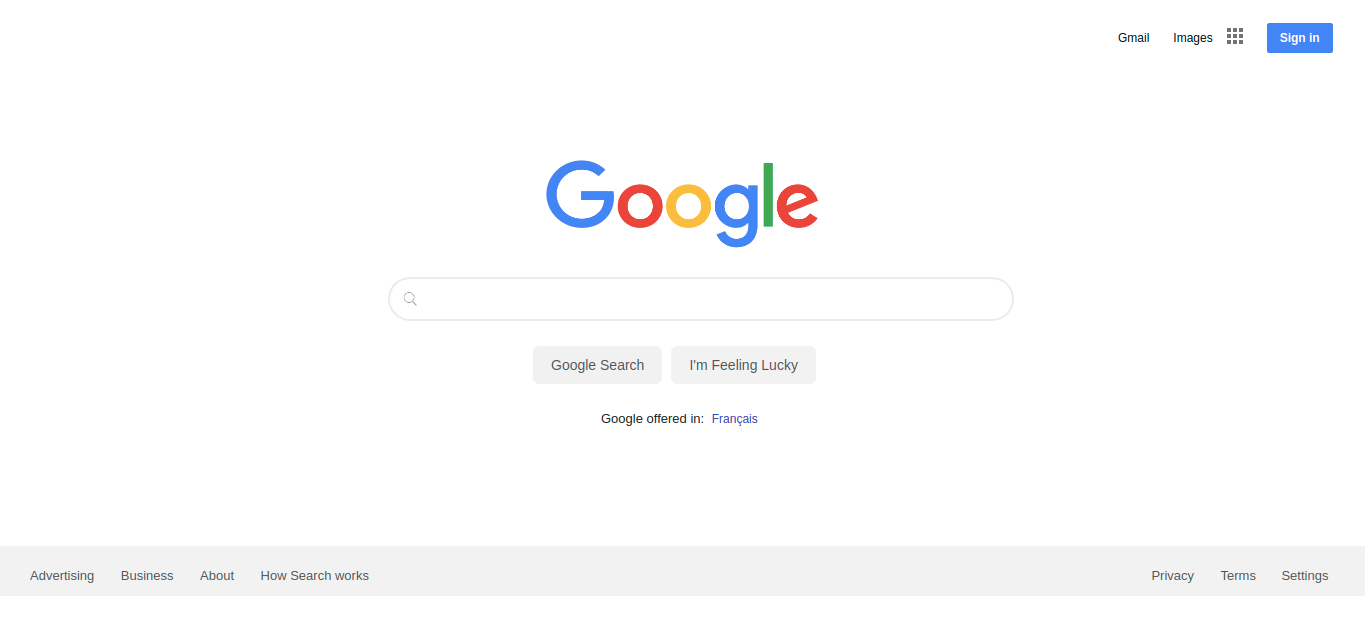 Gmail Images Sign in
Google
Google Search I'm Feeling Lucky
Google offered in: Français
Advertising Business About How Search works Privacy Terms Settings